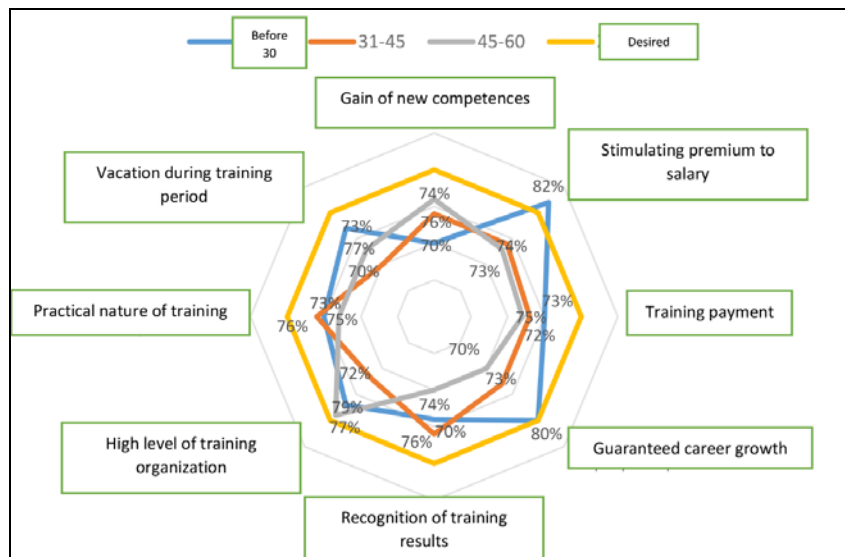 Before
30
31-45
45-60
Desired
Gain of new competences
Stimulating premium to
salary
82%
Vacation during training
period
74%
73%
76%
74%
77%
70%
70%
73%
Practical nature of training
73%
73%
Training payment
76%
75%
75%
72%
70%
72%
73%
79%
74%
77%
76%
70%
80%
High level of training
organization
Guaranteed career growth
Recognition of training
results